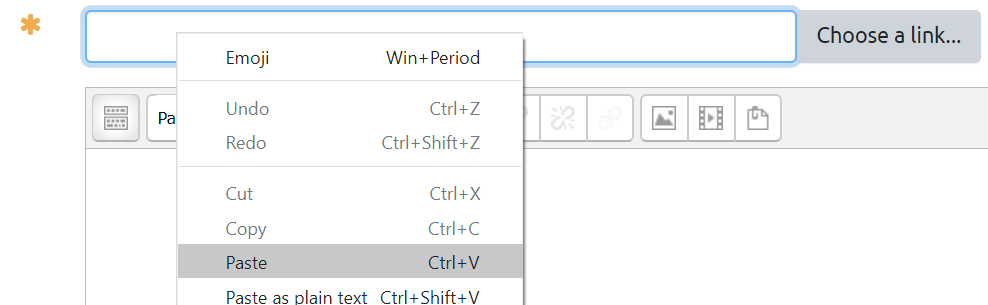 Choose a link...
Emoji Win+Period
Undo Ctrl+Z
Pa
Redo Ctrl+Shift+Z
Cut Ctrl+X
Copy Ctrl+C
Paste Ctrl+V
Paste as plain text Ctrl+Shift+V